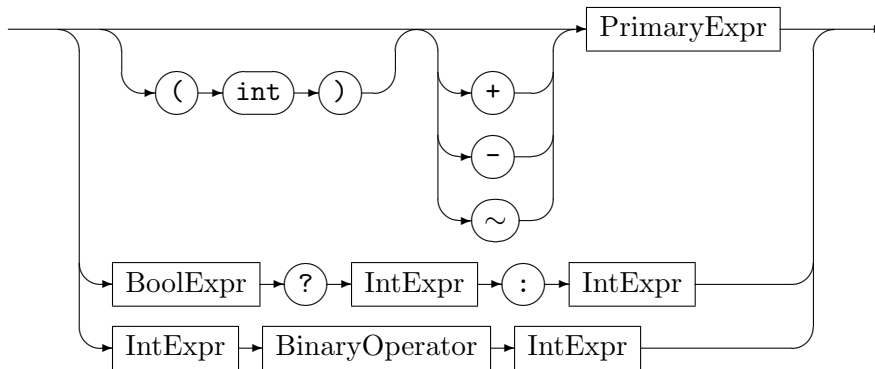 PrimaryExpr
( int ) +
-
~
BoolExpr ? IntExpr : IntExpr
IntExpr BinaryOperator IntExpr